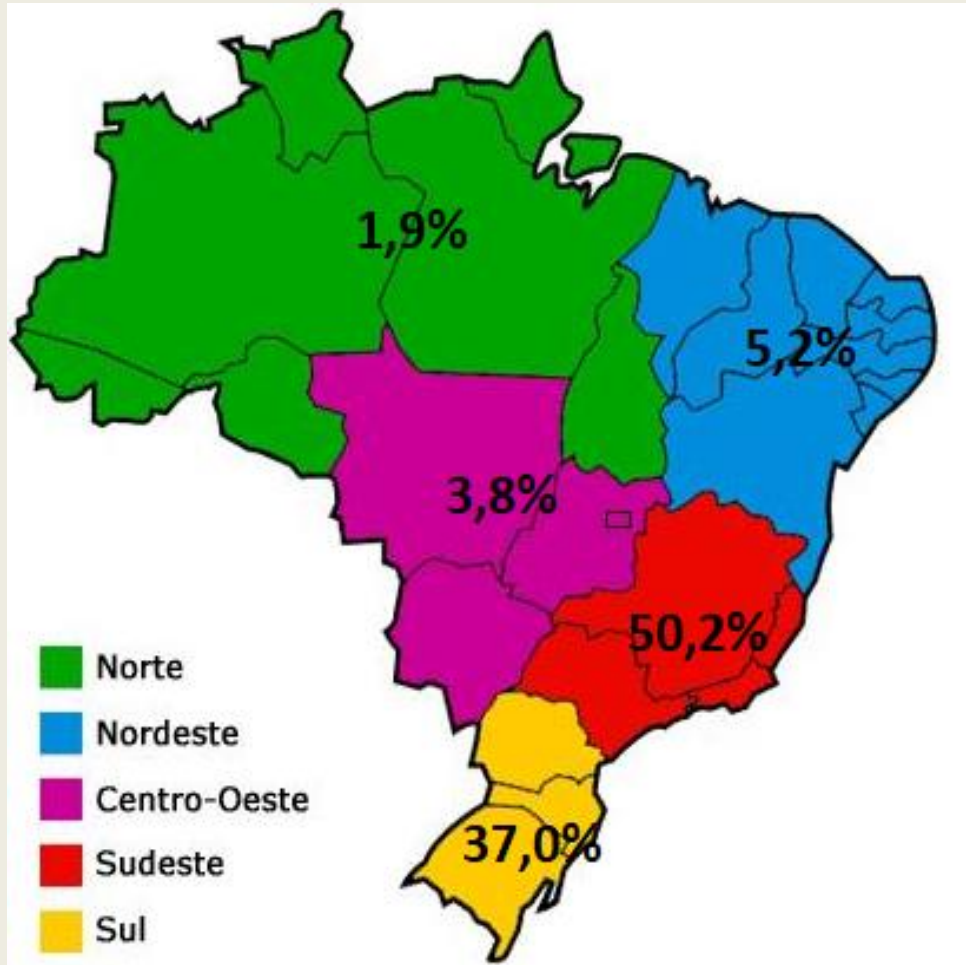 1,9%
5,2%
3,8%
50,2%
37,0%
Norte
Nordeste
Centro-Oeste
Sudeste
Sul